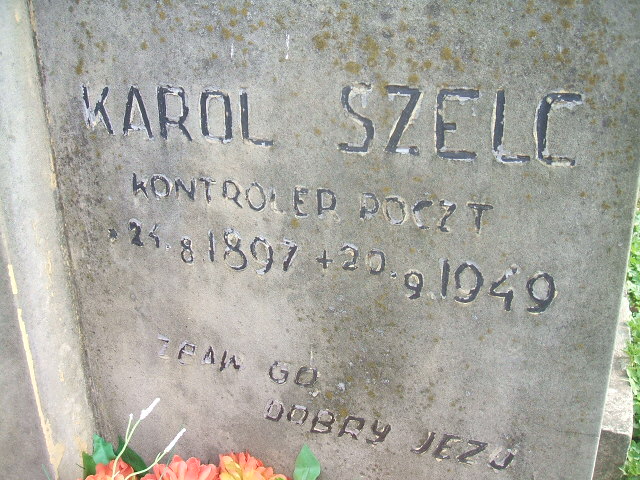 KAROL SZELC
KONTROLER POCZT
*24.8.1897 +20.9.1949
ZBAW GO
DOBRY JEZU